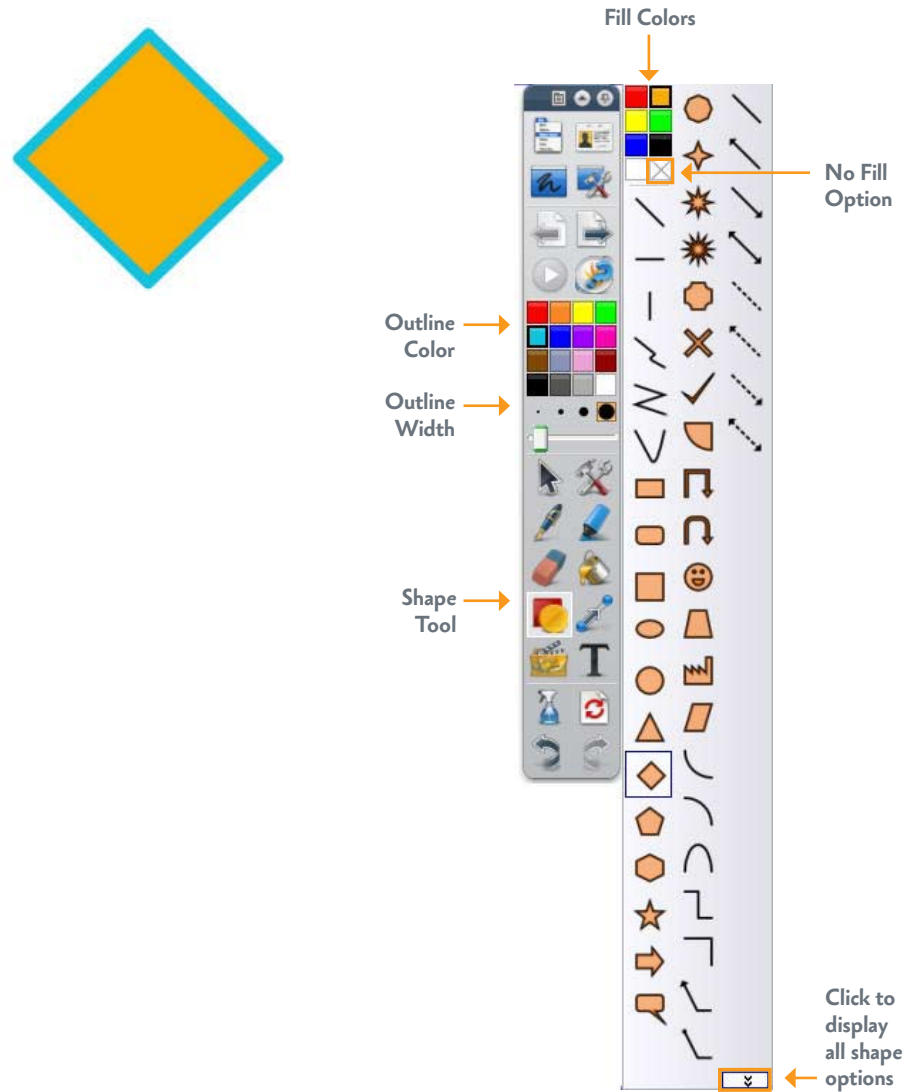 Fill Colors
No Fill
Option
Outline
Color
Outline
Width
Shape
Tool
T
Click to
display
all shape
options